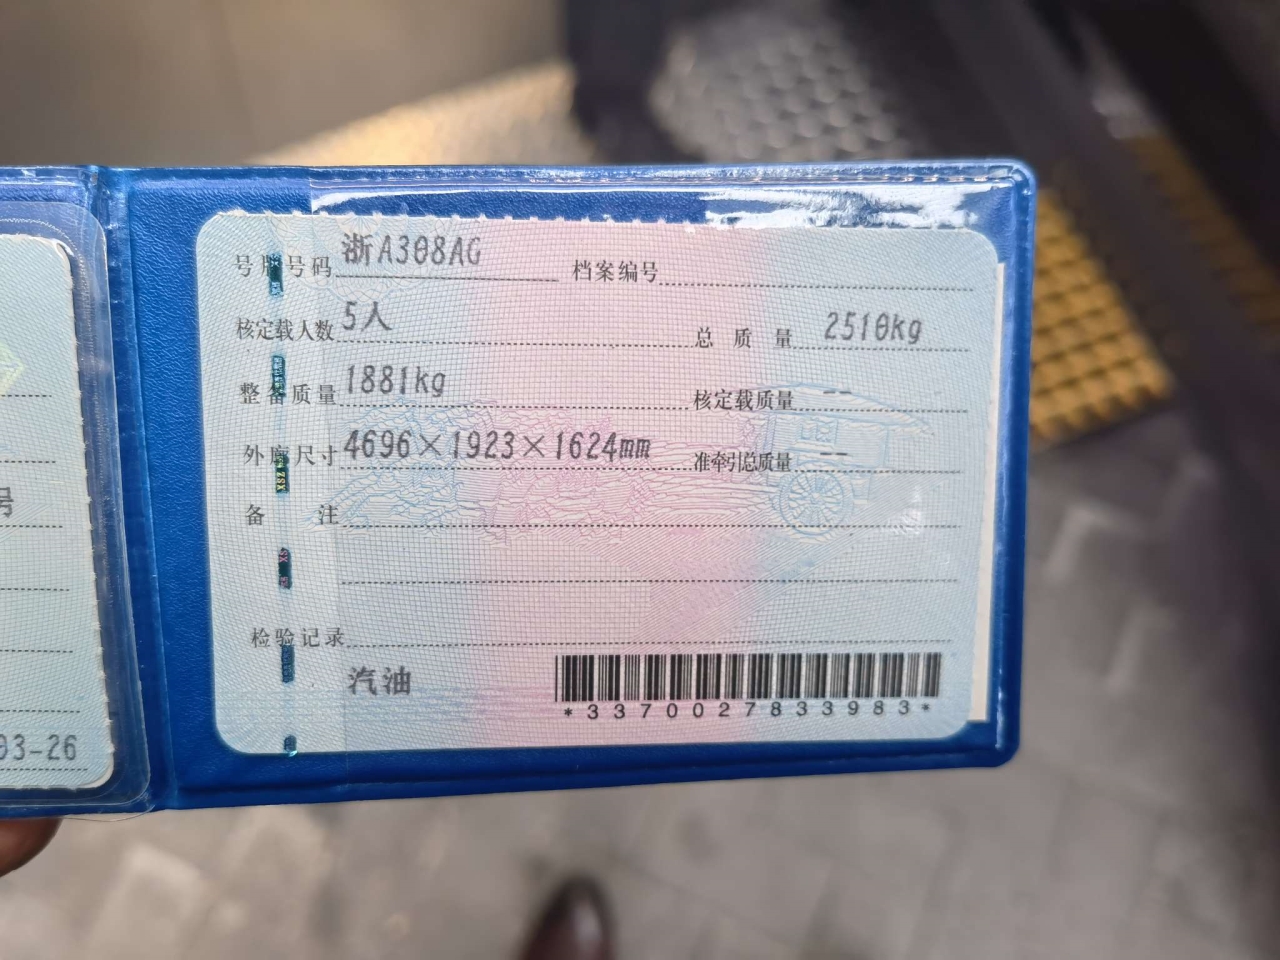 号牌号码 浙A308AG 档案编号
核定载人数 5人 总质量 2510kg
整备质量 1881kg 核定载质量 --
外廓尺寸 4696×1923×1624mm 准牵引总质量 --
备注
检验记录
汽油
*3370027833983*
号
03-26